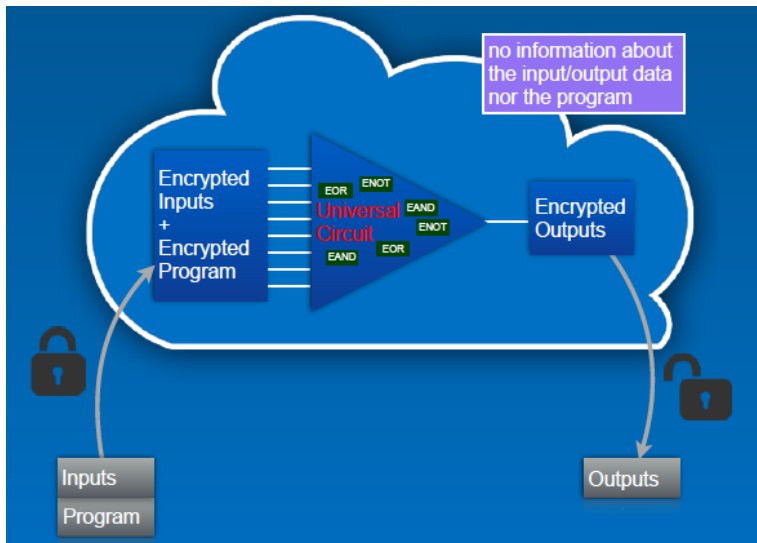 no information about
the input/output data
nor the program
Encrypted
Inputs
+
Encrypted
Program
EOR
ENOT
Universal
EAND
Circuit
ENOT
EOR
EAND
Encrypted
Outputs
Inputs
Program
Outputs